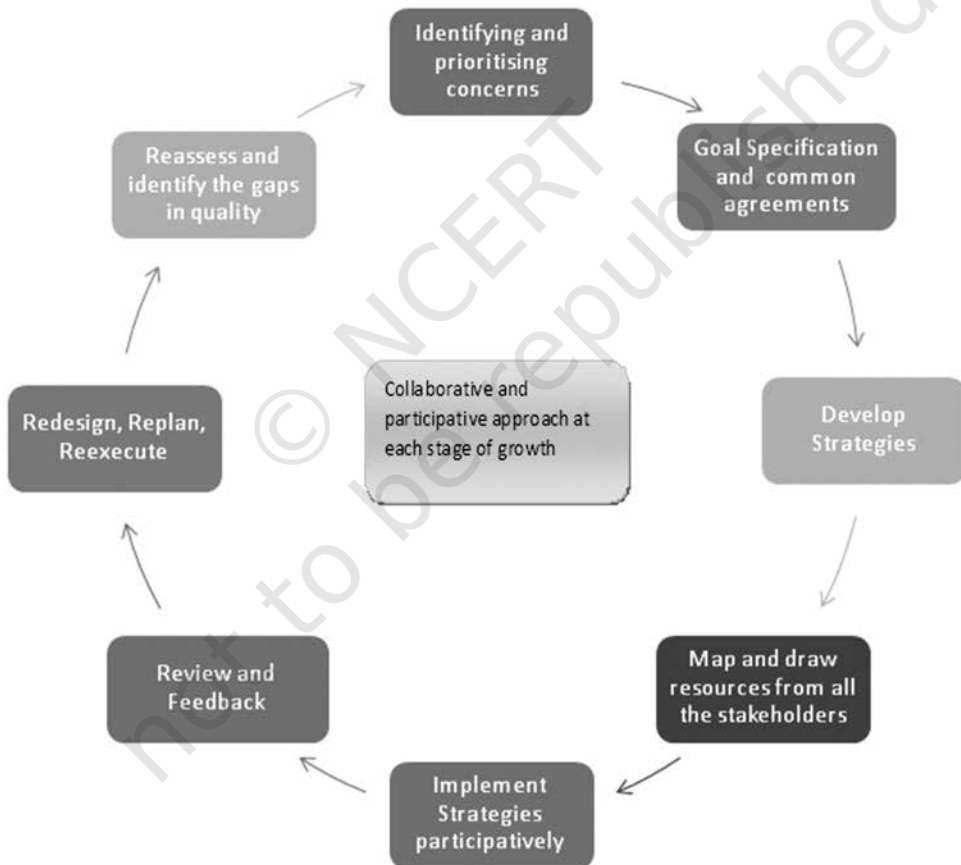 Identifying and
prioritising
concerns
Goal Specification
and common
agreements
Develop
Strategies
Map and draw
resources from all
the stakeholders
Implement
Strategies
participatively
Review and
Feedback
Redesign, Replan,
Reexecute
Reassess and
identify the gaps
in quality
Collaborative and
participative approach at
each stage of growth
© NCERT
not to be republished